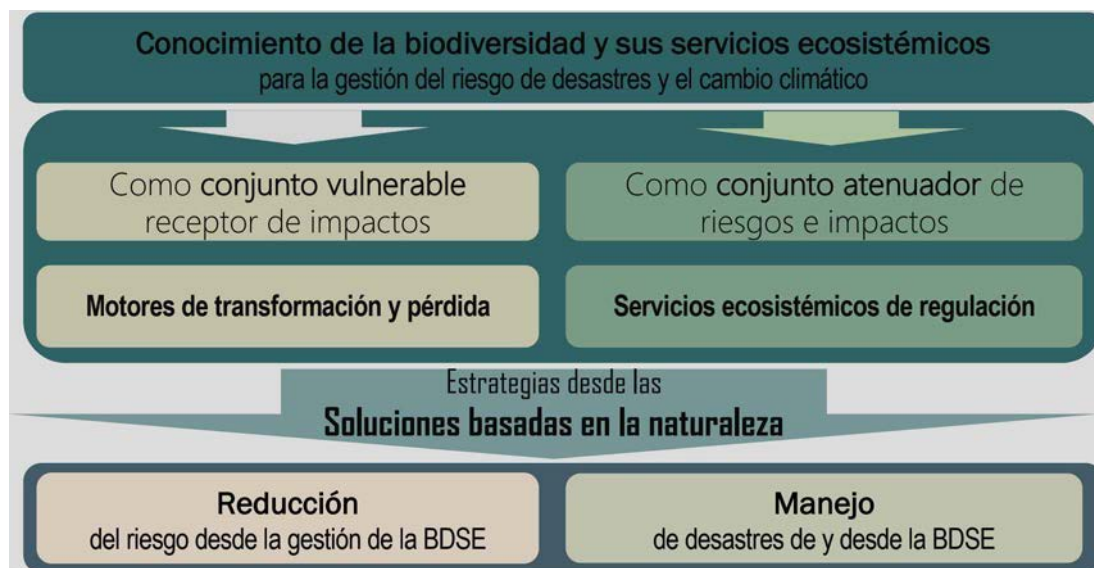 Conocimiento de la biodiversidad y sus servicios ecosistémicos
para la gestión del riesgo de desastres y el cambio climático
Como conjunto vulnerable
receptor de impactos
Como conjunto atenuador de
riesgos e impactos
Motores de transformación y pérdida
Servicios ecosistémicos de regulación
Estrategias desde las
Soluciones basadas en la naturaleza
Reducción
del riesgo desde la gestión de la BDSE
Manejo
de desastres de y desde la BDSE